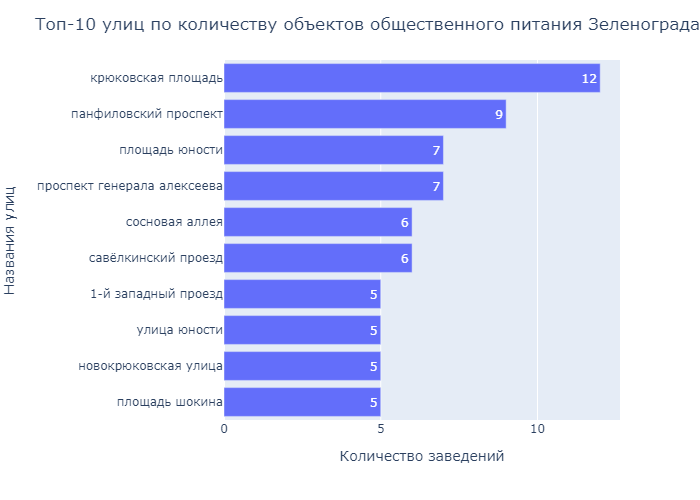 Топ-10 улиц по количеству объектов общественного питания Зеленограда
Названия улиц
крюковская площадь 12
панфиловский проспект 9
площадь юности 7
проспект генерала алексеева 7
сосновая аллея 6
савёлкинский проезд 6
1-й западный проезд 5
улица юности 5
новокрюковская улица 5
площадь шокина 5
0 5 10
Количество заведений